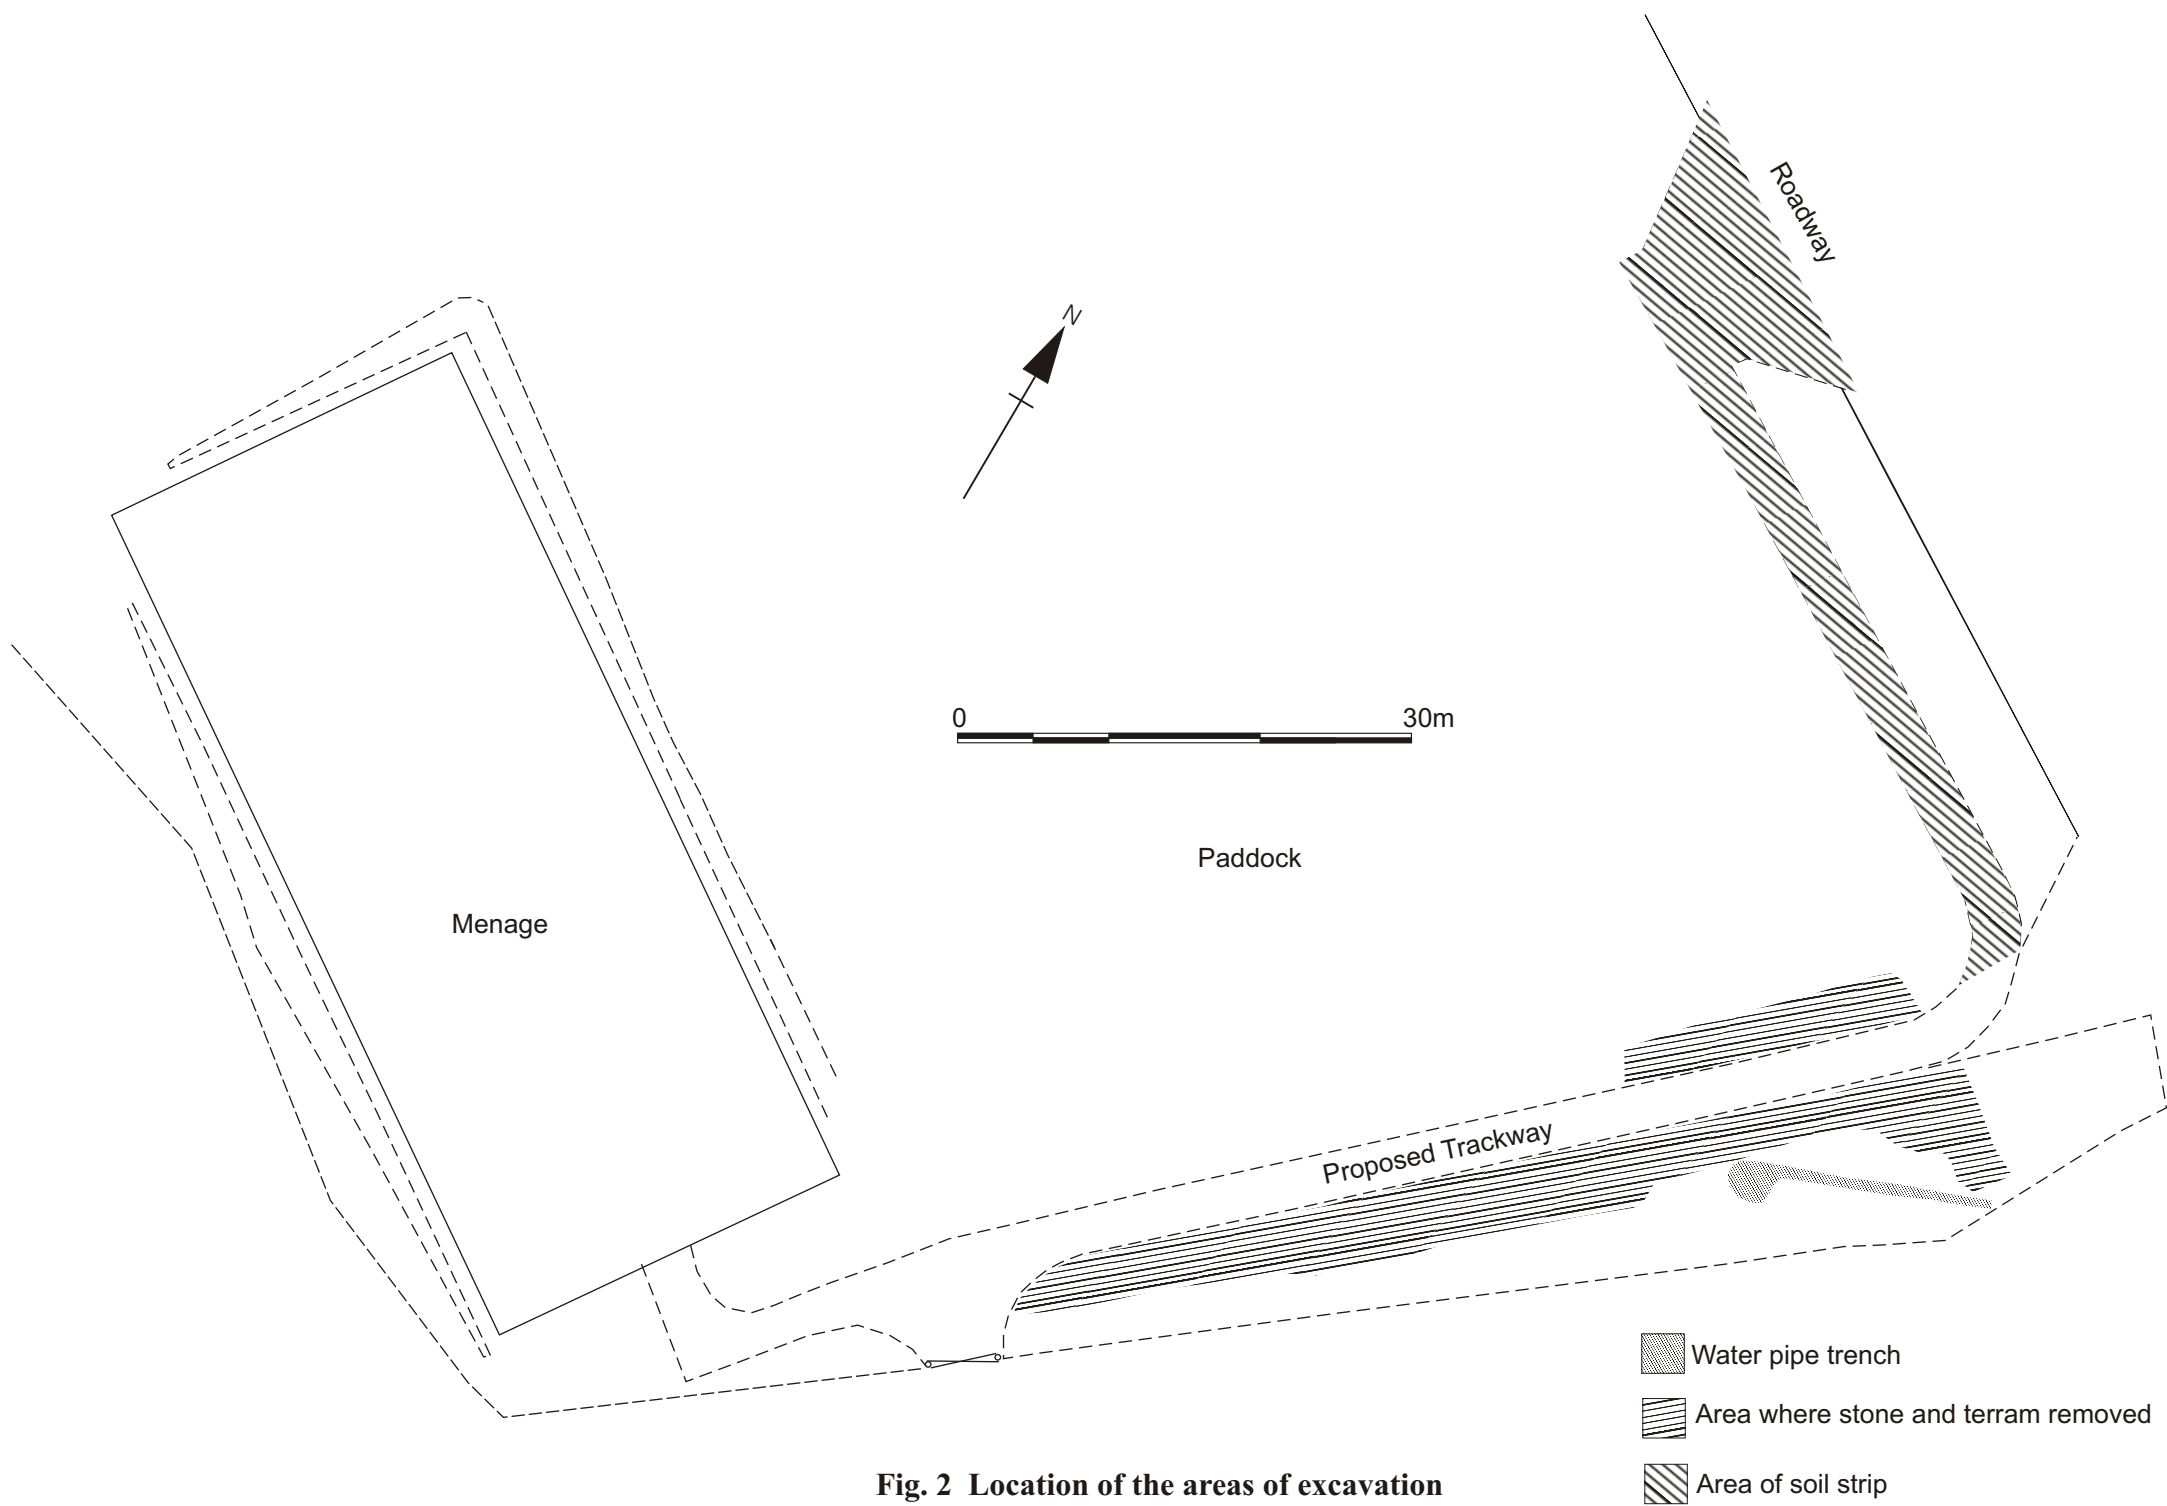 Roadway
N
0 30m
Paddock
Menage
Proposed Trackway
Water pipe trench
Area where stone and terram removed
Area of soil strip
Fig. 2 Location of the areas of excavation